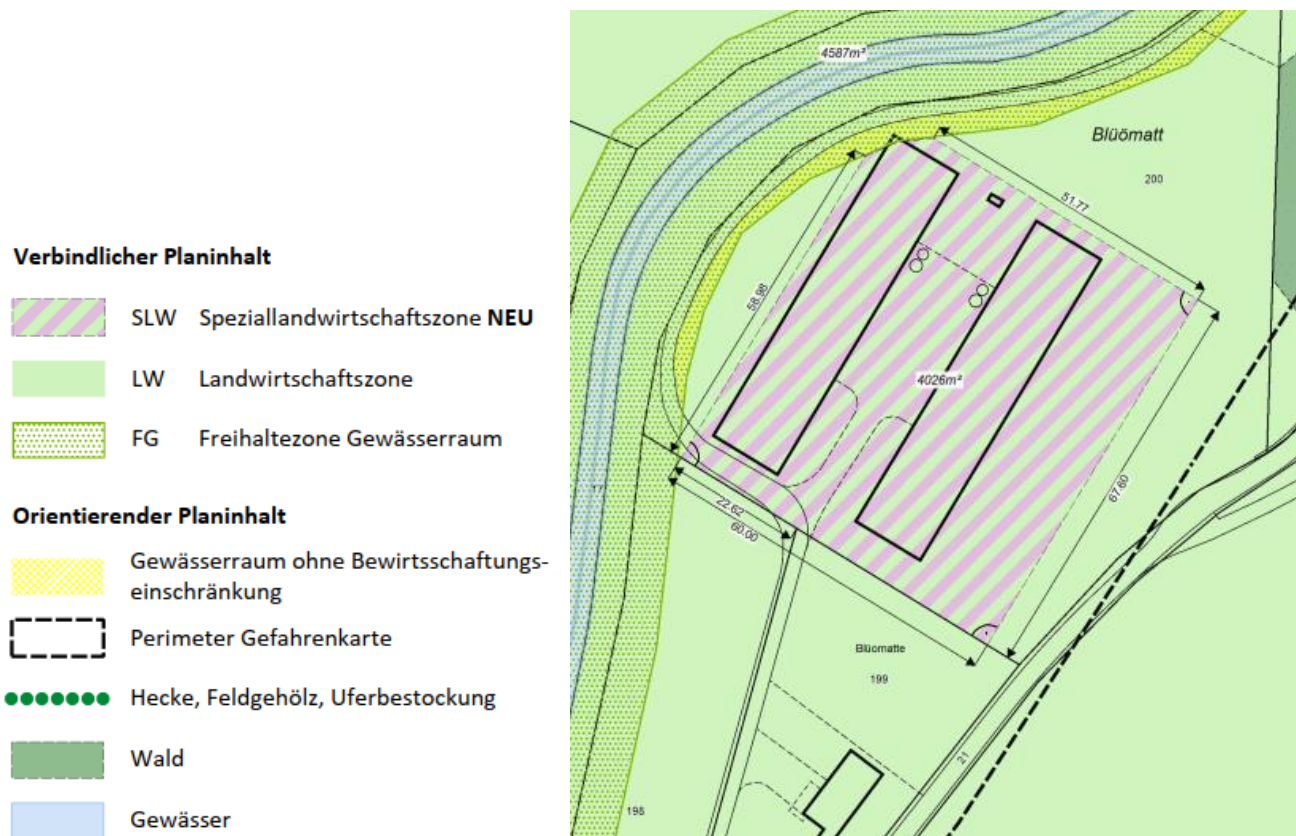 Verbindlicher Planinhalt
SLW Speziallandwirtschaftszone NEU
LW Landwirtschaftszone
FG Freihaltezone Gewässerraum
Orientierender Planinhalt
Gewässerraum ohne Bewirtsschaftungs-
einschränkung
Perimeter Gefahrenkarte
Hecke, Feldgehölz, Uferbestockung
Wald
Gewässer
4587m²
Blüömatt
200
51.77
58.98
4026m²
67.60
22.62
60.00
Blüomatte
199
21
198